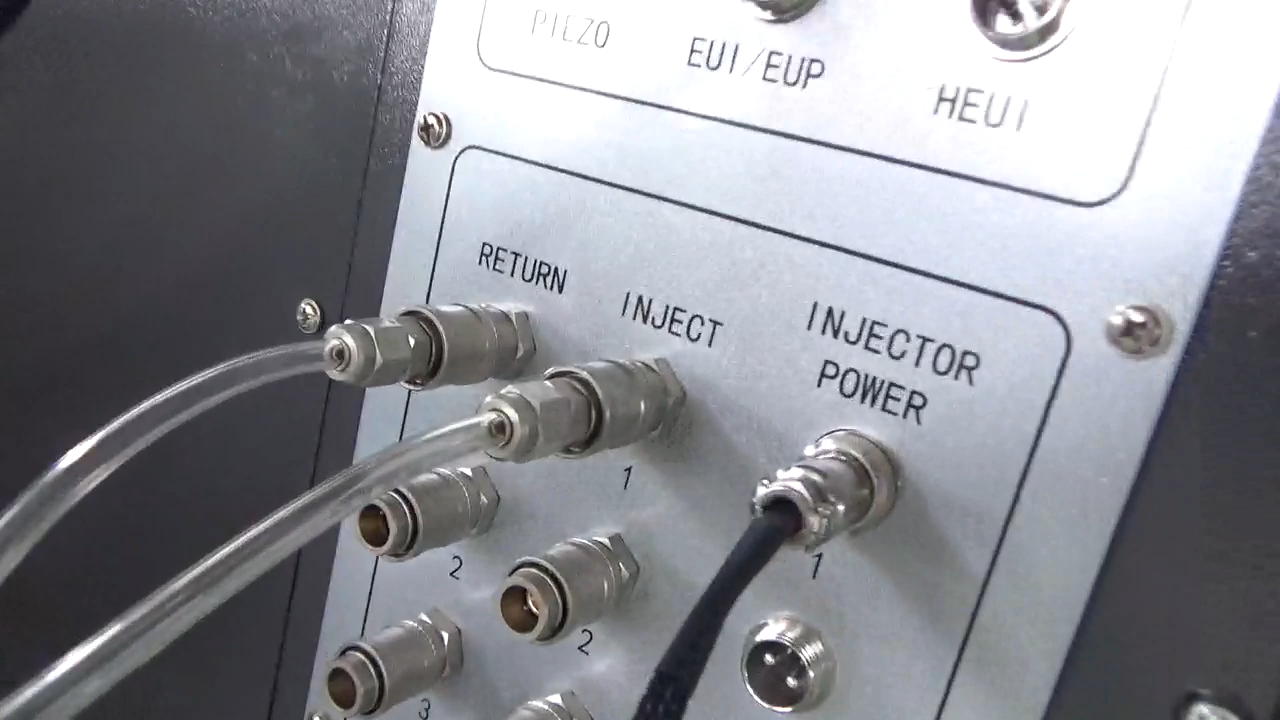 PIEZO
EUI/EUP
HEUI
RETURN
INJECT
INJECTOR
POWER
1
1
2
2
3